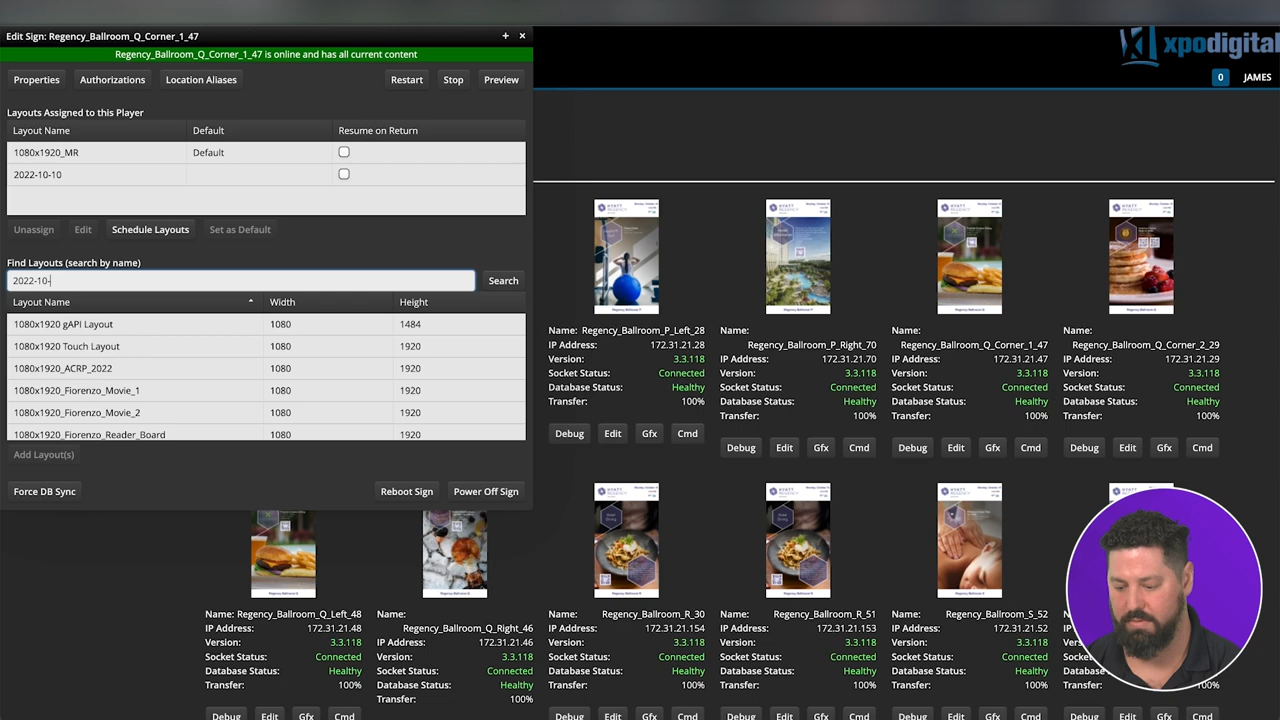 Edit Sign: Regency_Ballroom_Q_Corner_1_47
Regency_Ballroom_Q_Corner_1_47 is online and has all current content
Properties Authorizations Location Aliases Restart Stop Preview
Layouts Assigned to this Player
Layout Name Default Resume on Return
1080x1920_MR Default
2022-10-10
Unassign Edit Schedule Layouts Set as Default
Find Layouts (search by name)
2022-10- Search
Layout Name Width Height
1080x1920 gAPI Layout 1080 1484
1080x1920 Touch Layout 1080 1920
1080x1920_ACRP_2022 1080 1920
1080x1920_Fiorenzo_Movie_1 1080 1920
1080x1920_Fiorenzo_Movie_2 1080 1920
1080x1920_Fiorenzo_Reader_Board 1080 1920
Add Layout(s)
Force DB Sync Reboot Sign Power Off Sign
xpodigital
0 JAMES
Name: Regency_Ballroom_P_Left_28
IP Address: 172.31.21.28
Version: 3.3.118
Socket Status: Connected
Database Status: Healthy
Transfer: 100%
Debug Edit Gfx Cmd
Name:
Regency_Ballroom_P_Right_70
IP Address: 172.31.21.70
Version: 3.3.118
Socket Status: Connected
Database Status: Healthy
Transfer: 100%
Debug Edit Gfx Cmd
Name:
Regency_Ballroom_Q_Corner_1_47
IP Address: 172.31.21.47
Version: 3.3.118
Socket Status: Connected
Database Status: Healthy
Transfer: 100%
Debug Edit Gfx Cmd
Name:
Regency_Ballroom_Q_Corner_2_29
IP Address: 172.31.21.29
Version: 3.3.118
Socket Status: Connected
Database Status: Healthy
Transfer: 100%
Debug Edit Gfx Cmd
Name: Regency_Ballroom_Q_Left_48
IP Address: 172.31.21.48
Version: 3.3.118
Socket Status: Connected
Database Status: Healthy
Transfer: 100%
Debug Edit Gfx Cmd
Name:
Regency_Ballroom_Q_Right_46
IP Address: 172.31.21.46
Version: 3.3.118
Socket Status: Connected
Database Status: Healthy
Transfer: 100%
Debug Edit Gfx Cmd
Name: Regency_Ballroom_R_30
IP Address: 172.31.21.154
Version: 3.3.118
Socket Status: Connected
Database Status: Healthy
Transfer: 100%
Debug Edit Gfx Cmd
Name: Regency_Ballroom_R_51
IP Address: 172.31.21.153
Version: 3.3.118
Socket Status: Connected
Database Status: Healthy
Transfer: 100%
Debug Edit Gfx Cmd
Name: Regency_Ballroom_S_52
IP Address: 172.31.21.52
Version: 3.3.118
Socket Status: Connected
Database Status: Healthy
Transfer: 100%
Debug Edit Gfx Cmd
100%
Debug Edit Gfx Cmd